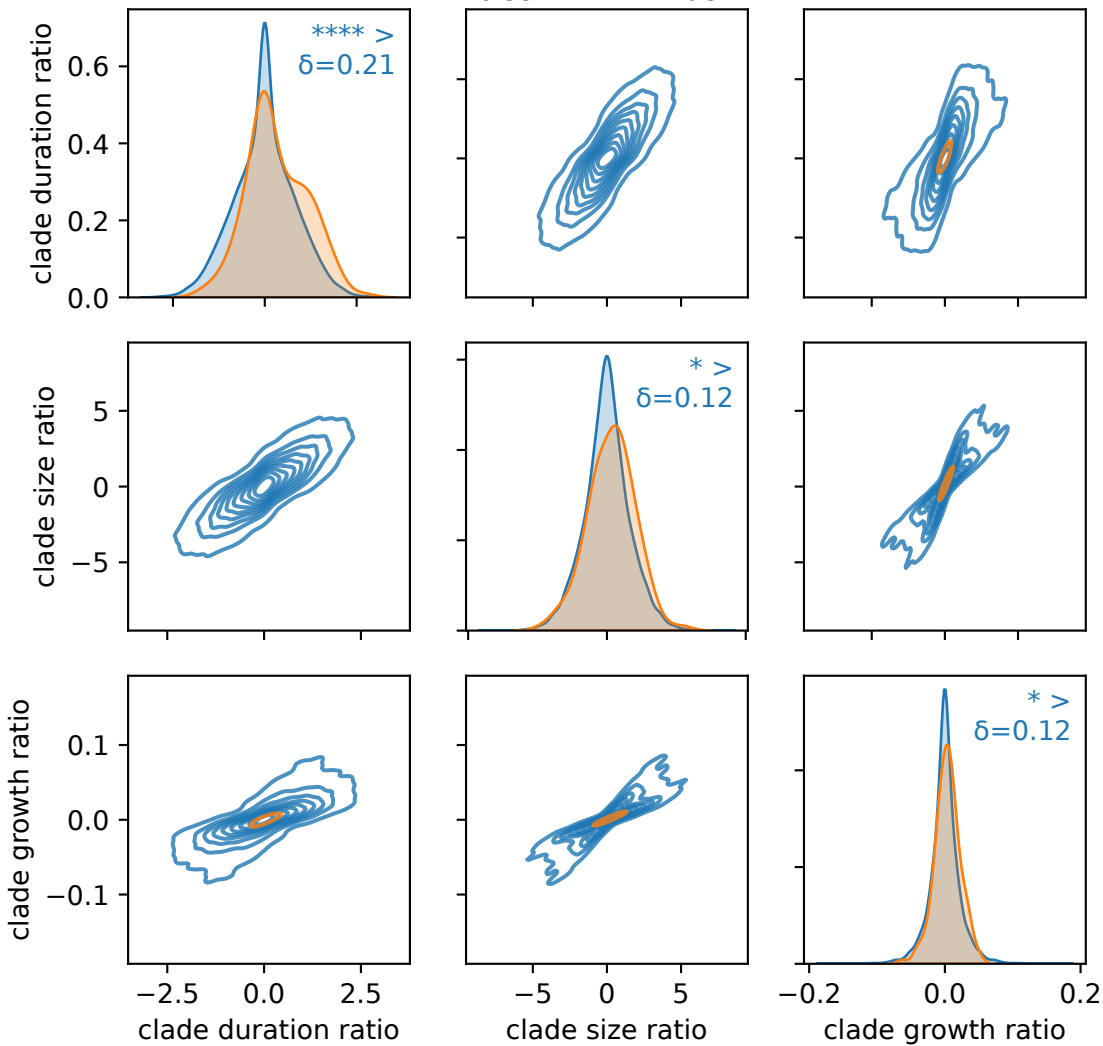 clade duration ratio
0.6
0.4
0.2
0.0
**** >
δ=0.21
clade size ratio
5
0
−5
* >
δ=0.12
clade growth ratio
0.1
0.0
−0.1
* >
δ=0.12
−2.5 0.0 2.5
−5 0 5
−0.2 0.0 0.2
clade duration ratio
clade size ratio
clade growth ratio